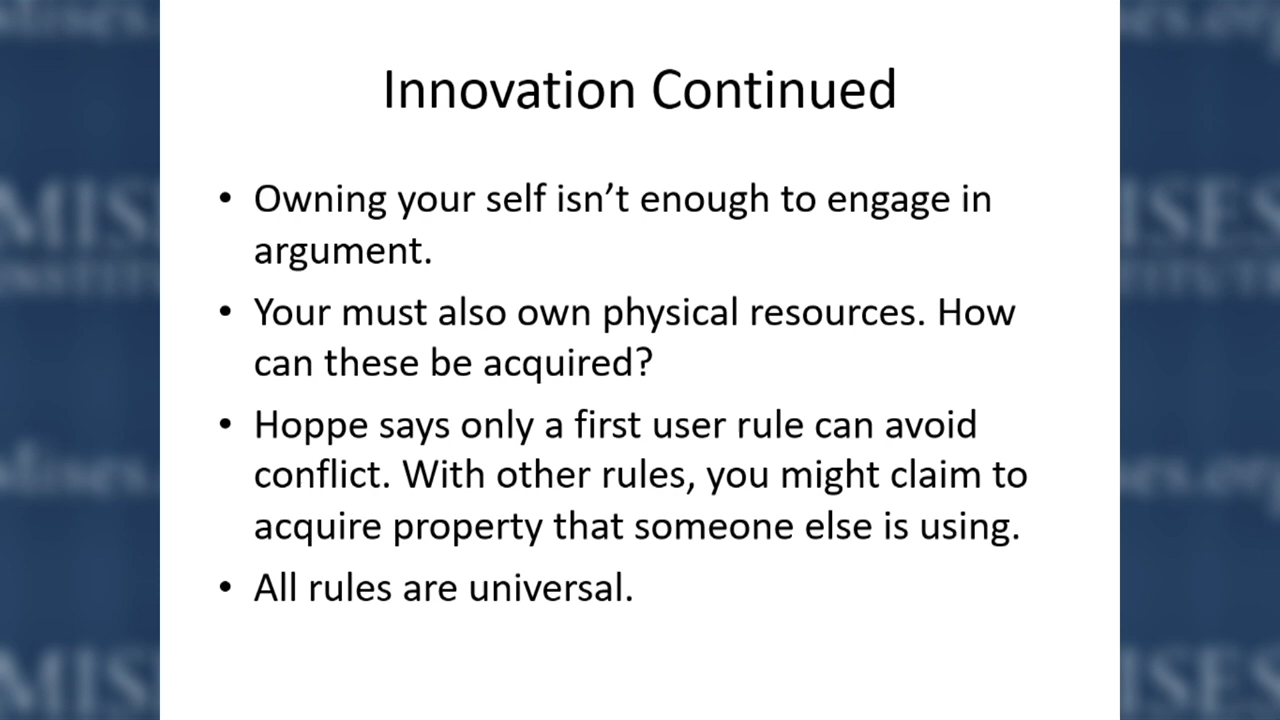 Innovation Continued
• Owning your self isn’t enough to engage in
argument.
• Your must also own physical resources. How
can these be acquired?
• Hoppe says only a first user rule can avoid
conflict. With other rules, you might claim to
acquire property that someone else is using.
• All rules are universal.